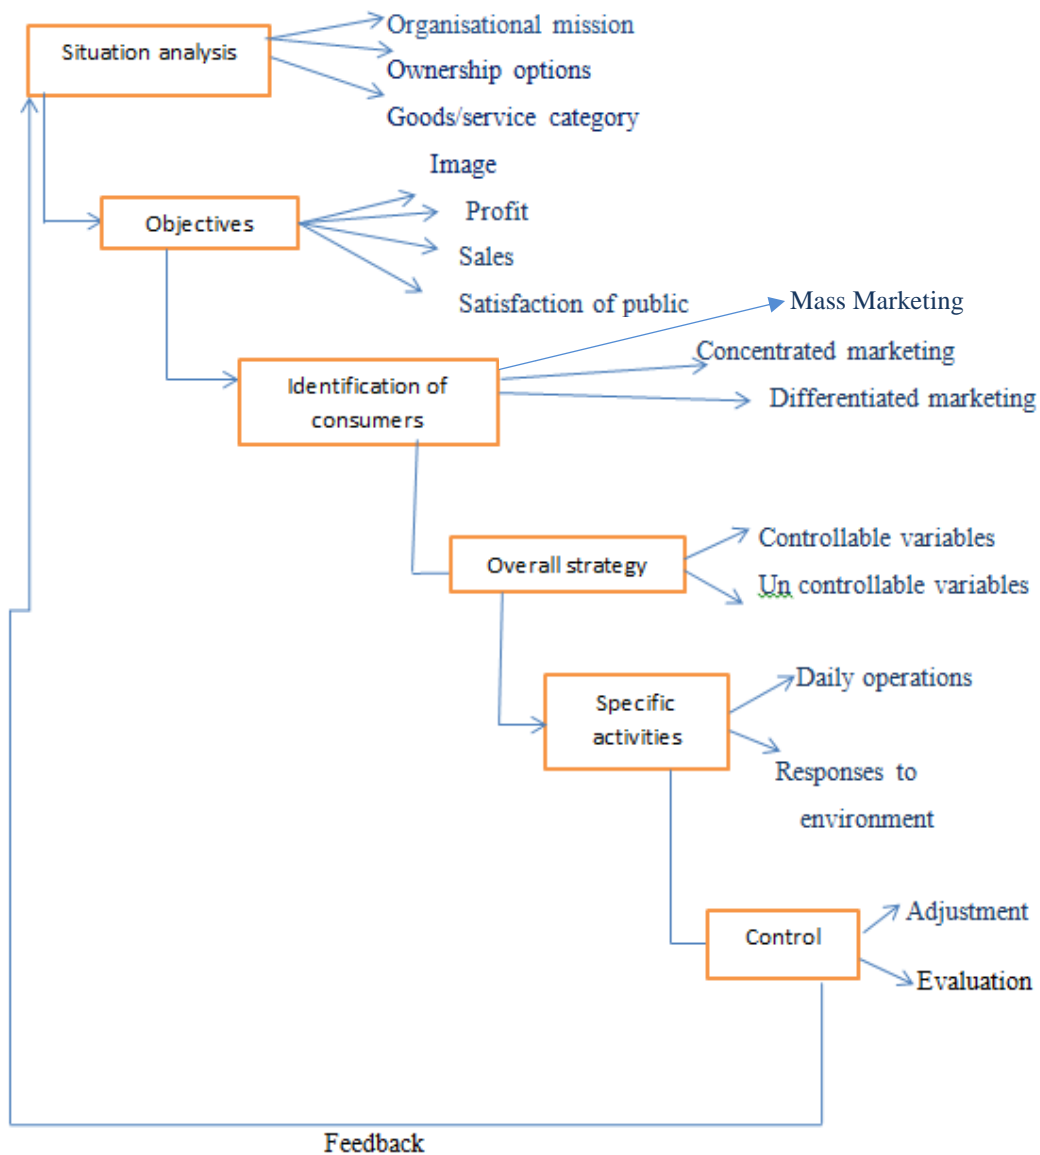 Situation analysis
Organisational mission
Ownership options
Goods/service category
Objectives
Image
Profit
Sales
Satisfaction of public
Identification of
consumers
Mass Marketing
Concentrated marketing
Differentiated marketing
Overall strategy
Controllable variables
Un controllable variables
Specific
activities
Daily operations
Responses to
environment
Control
Adjustment
Evaluation
Feedback